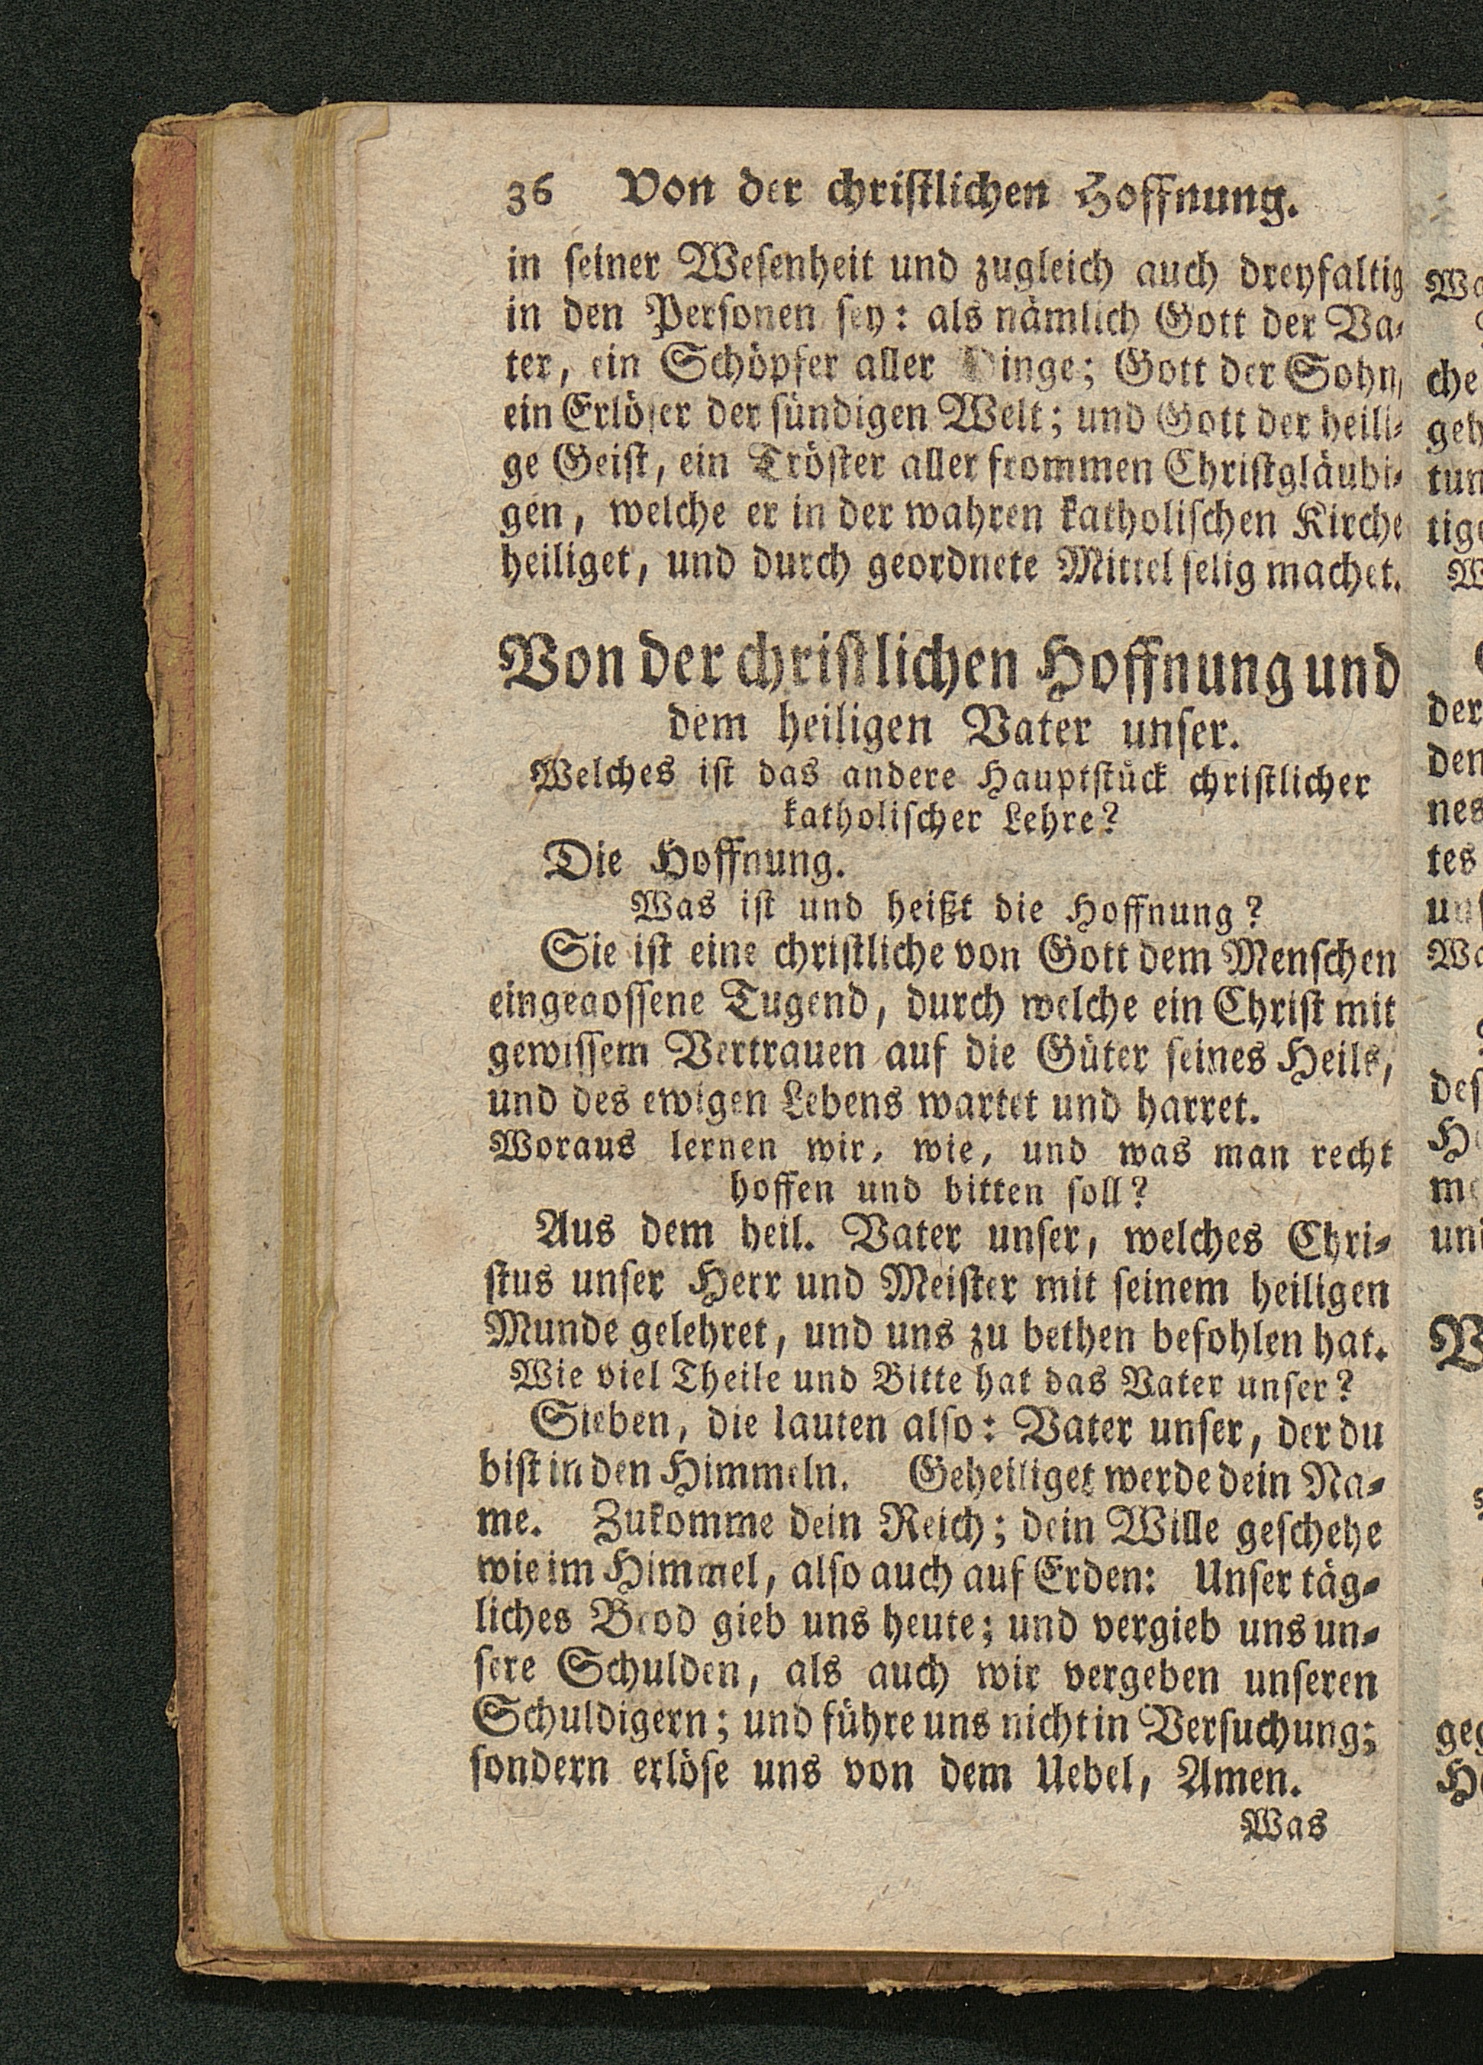 36 Von der christlichen Hoffnung.
in seiner Wesenheit und zugleich auch dreyfaltig
in den Personen sey: als nämlich Gott der Va-
ter, ein Schöpfer aller Dinge; Gott der Sohn,
ein Erlöser der sündigen Welt; und Gott der heili-
ge Geist, ein Tröster aller frommen Christgläubi-
gen, welche er in der wahren katholischen Kirche
heiliget, und durch geordnete Mittel selig machet.
Von der christlichen Hoffnung und
dem heiligen Vater unser.
Welches ist das andere Hauptstück christlicher
katholischer Lehre?
Die Hoffnung.
Was ist und heißt die Hoffnung?
Sie ist eine christliche von Gott dem Menschen
eingegossene Tugend, durch welche ein Christ mit
gewissem Vertrauen auf die Güter seines Heils,
und des ewigen Lebens wartet und harret.
Woraus lernen wir, wie, und was man recht
hoffen und bitten soll?
Aus dem heil. Vater unser, welches Chri-
stus unser Herr und Meister mit seinem heiligen
Munde gelehret, und uns zu bethen befohlen hat.
Wie viel Theile und Bitte hat das Vater unser?
Sieben, die lauten also: Vater unser, der du
bist in den Himmeln. Geheiliget werde dein Na-
me. Zukomme dein Reich; dein Wille geschehe
wie im Himmel, also auch auf Erden: Unser täg-
liches Brod gieb uns heute; und vergieb uns un-
sere Schulden, als auch wir vergeben unseren
Schuldigern; und führe uns nicht in Versuchung;
sondern erlöse uns von dem Uebel, Amen.
Was